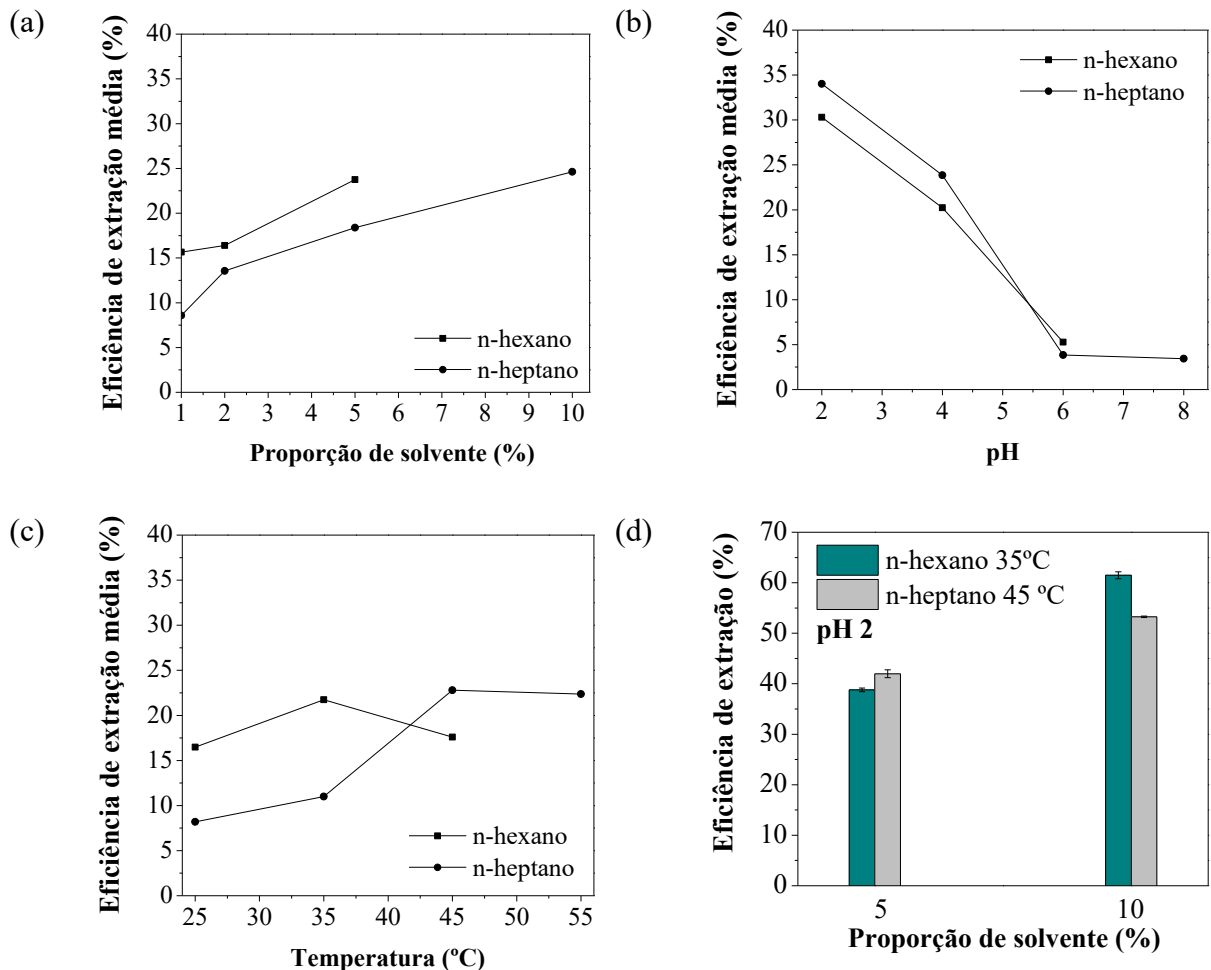 (a)
Eficiência de extração média (%)
40
35
30
25
20
15
10
5
0
1 2 3 4 5 6 7 8 9 10
Proporção de solvente (%)
n-hexano
n-heptano
(b)
Eficiência de extração média (%)
40
35
30
25
20
15
10
5
0
2 3 4 5 6 7 8
pH
n-hexano
n-heptano
(c)
Eficiência de extração média (%)
40
35
30
25
20
15
10
5
0
25 30 35 40 45 50 55
Temperatura (ºC)
n-hexano
n-heptano
(d)
Eficiência de extração (%)
70
60
50
40
30
20
10
0
5 10
Proporção de solvente (%)
n-hexano 35ºC
n-heptano 45 ºC
pH 2